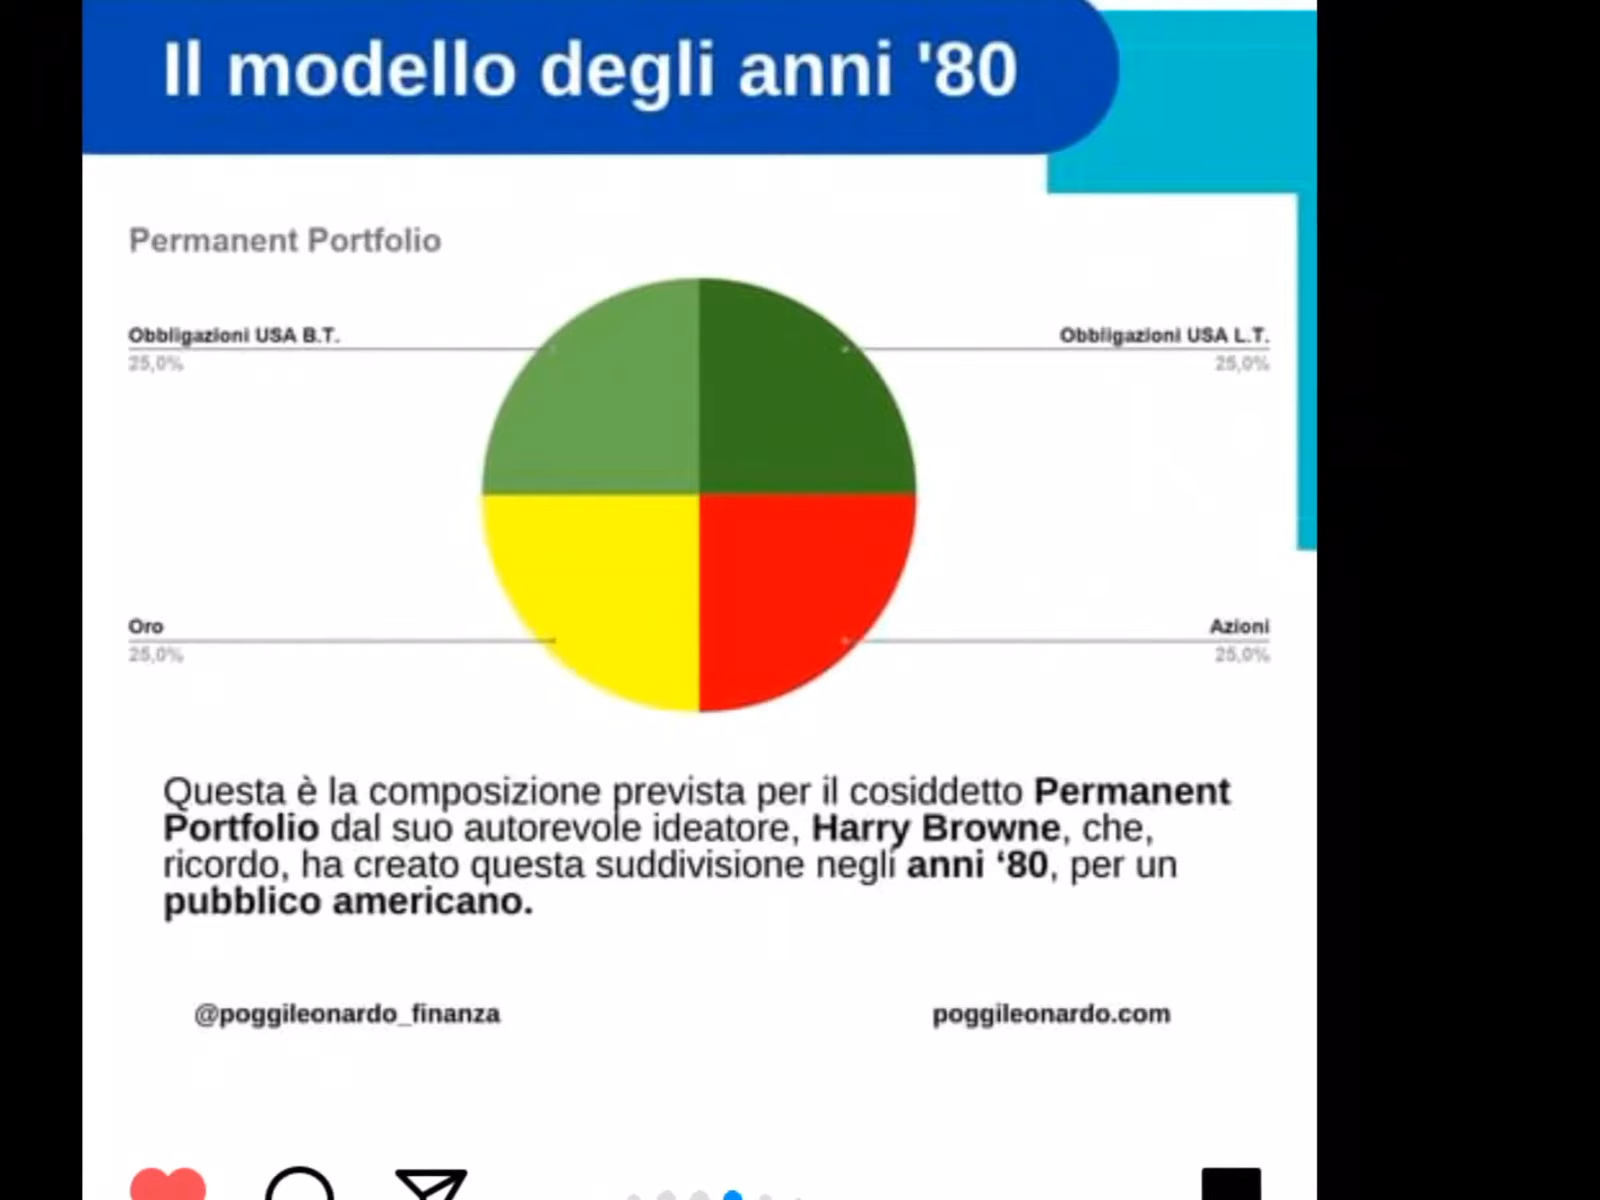 Il modello degli anni '80
Permanent Portfolio
Obbligazioni USA B.T.
25,0%
Obbligazioni USA L.T.
25,0%
Oro
25,0%
Azioni
25,0%
Questa è la composizione prevista per il cosiddetto Permanent
Portfolio dal suo autorevole ideatore, Harry Browne, che,
ricordo, ha creato questa suddivisione negli anni ‘80, per un
pubblico americano.
@poggileonardo_finanza
poggileonardo.com